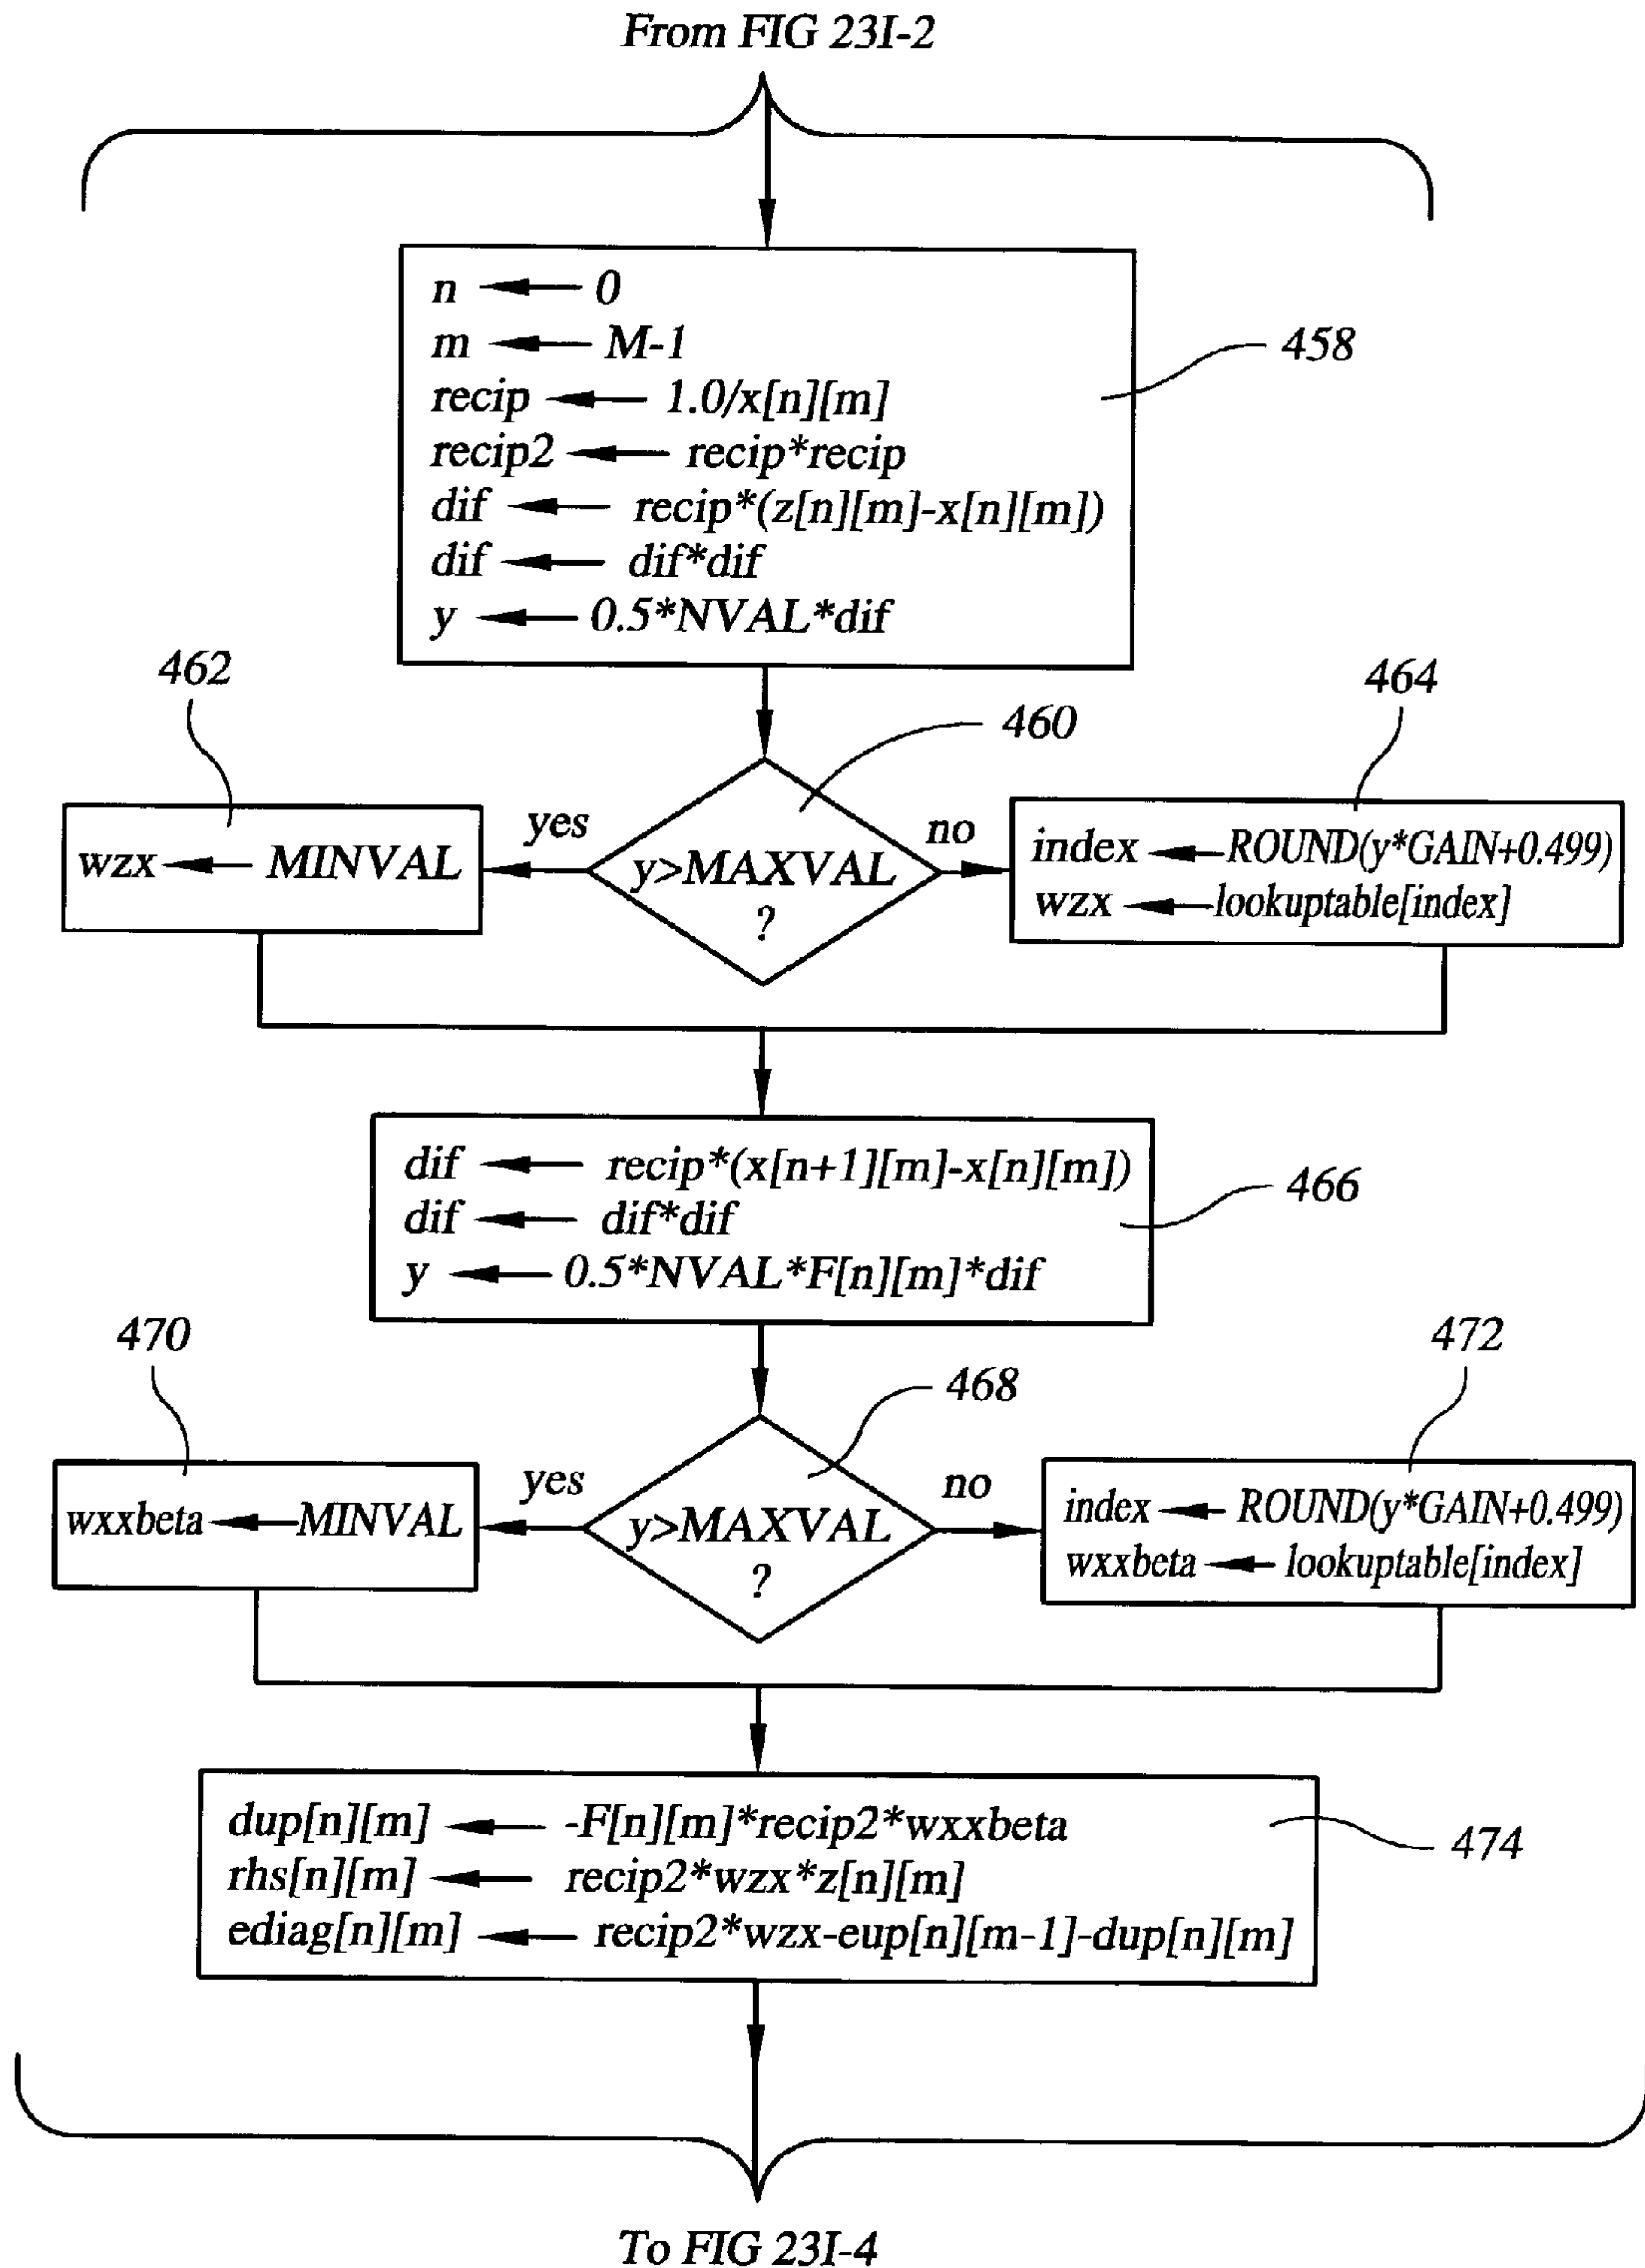 From FIG 23I-2
n ← 0
m ← M-1
458
recip ← 1.0/x[n][m]
recip2 ← recip*recip
dif ← recip*(z[n][m]-x[n][m])
dif ← dif*dif
y ← 0.5*NVAL*dif
462
464
460
yes
no
wzx ← MINVAL
y>MAXVAL
?
index ← ROUND(y*GAIN+0.499)
wzx ← lookuptable[index]
dif ← recip*(x[n+1][m]-x[n][m])
466
dif ← dif*dif
y ← 0.5*NVAL*F[n][m]*dif
470
472
468
yes
no
wxxbeta ← MINVAL
y>MAXVAL
?
index ← ROUND(y*GAIN+0.499)
wxxbeta ← lookuptable[index]
dup[n][m] ← -F[n][m]*recip2*wxxbeta
474
rhs[n][m] ← recip2*wzx*z[n][m]
ediag[n][m] ← recip2*wzx-eup[n][m-1]-dup[n][m]
To FIG 23I-4